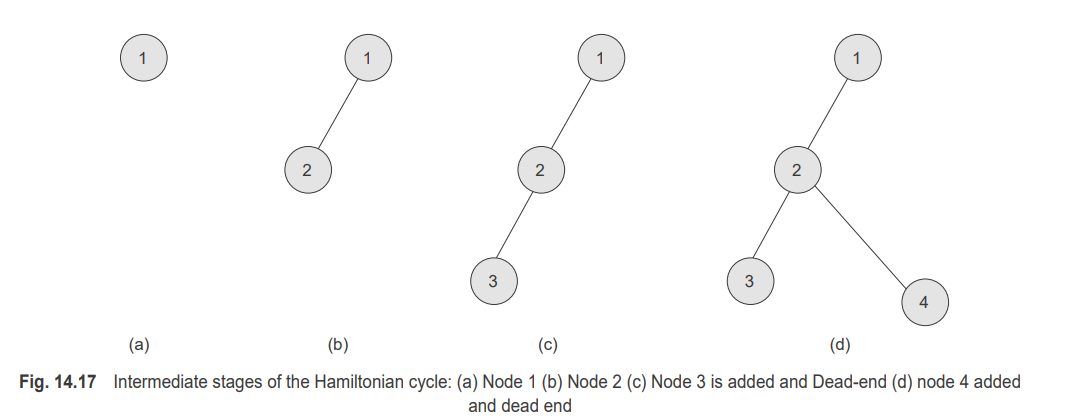 1
1
1
1
2
2
2
3
3
4
(a)
(b)
(c)
(d)
Fig. 14.17 Intermediate stages of the Hamiltonian cycle: (a) Node 1 (b) Node 2 (c) Node 3 is added and Dead-end (d) node 4 added
and dead end